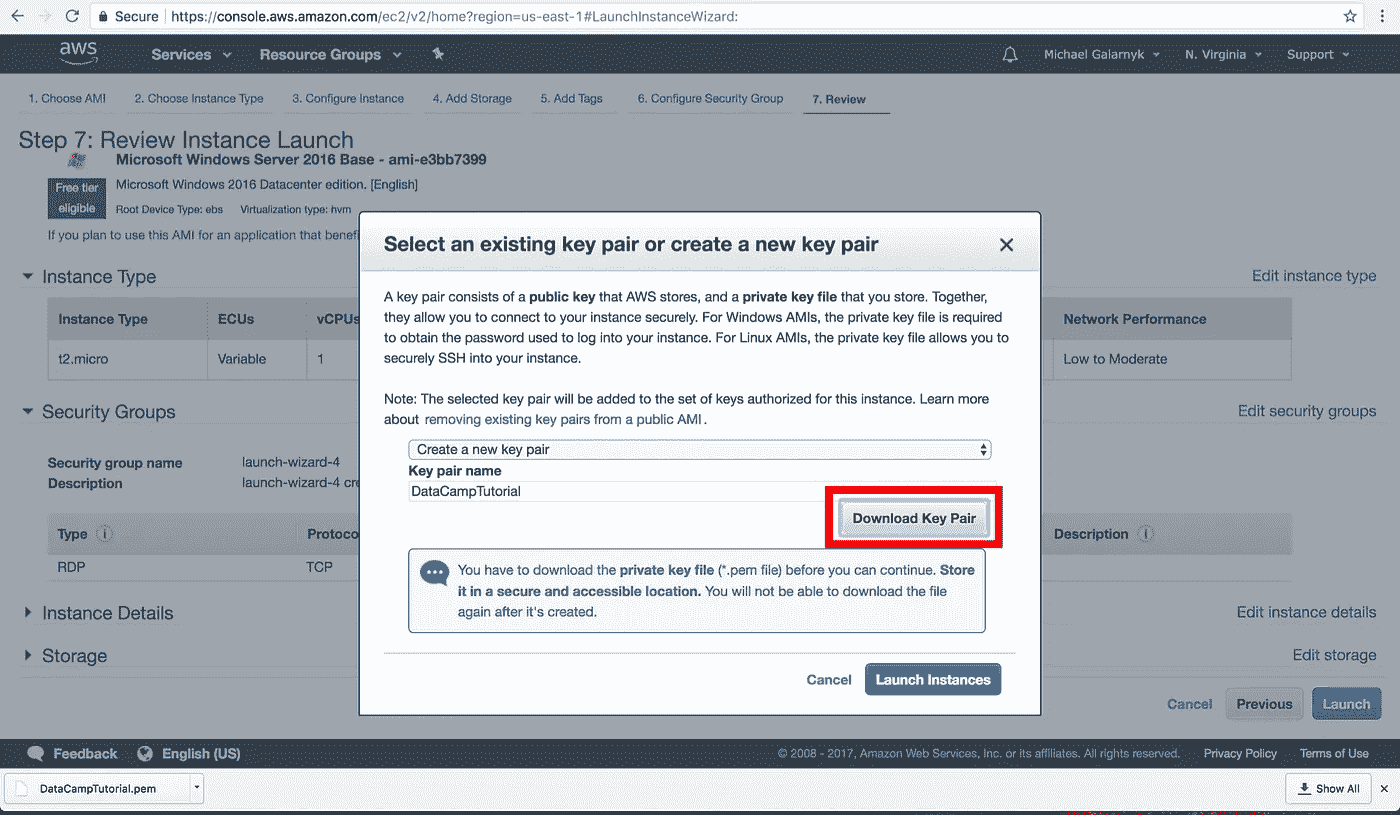 Secure https://console.aws.amazon.com/ec2/v2/home?region=us-east-1#LaunchInstanceWizard:
aws Services Resource Groups Michael Galarnyk N. Virginia Support
1. Choose AMI 2. Choose Instance Type 3. Configure Instance 4. Add Storage 5. Add Tags 6. Configure Security Group 7. Review
Step 7: Review Instance Launch
Microsoft Windows Server 2016 Base - ami-e3bb7399
Free tier
eligible
Microsoft Windows 2016 Datacenter edition. [English]
Root Device Type: ebs Virtualization type: hvm
If you plan to use this AMI for an application that benefi
Instance Type Edit instance type
Instance Type ECUs vCPUs Network Performance
t2.micro Variable 1 Low to Moderate
Security Groups Edit security groups
Security group name launch-wizard-4
Description launch-wizard-4 cre
Type i Protoco Description i
RDP TCP
Instance Details Edit instance details
Storage Edit storage
Cancel Previous Launch
Select an existing key pair or create a new key pair
A key pair consists of a public key that AWS stores, and a private key file that you store. Together,
they allow you to connect to your instance securely. For Windows AMIs, the private key file is required
to obtain the password used to log into your instance. For Linux AMIs, the private key file allows you to
securely SSH into your instance.
Note: The selected key pair will be added to the set of keys authorized for this instance. Learn more
about removing existing key pairs from a public AMI.
Create a new key pair
Key pair name
DataCampTutorial
Download Key Pair
You have to download the private key file (*.pem file) before you can continue. Store
it in a secure and accessible location. You will not be able to download the file
again after it's created.
Cancel Launch Instances
Feedback English (US) © 2008 - 2017, Amazon Web Services, Inc. or its affiliates. All rights reserved. Privacy Policy Terms of Use
DataCampTutorial.pem Show All